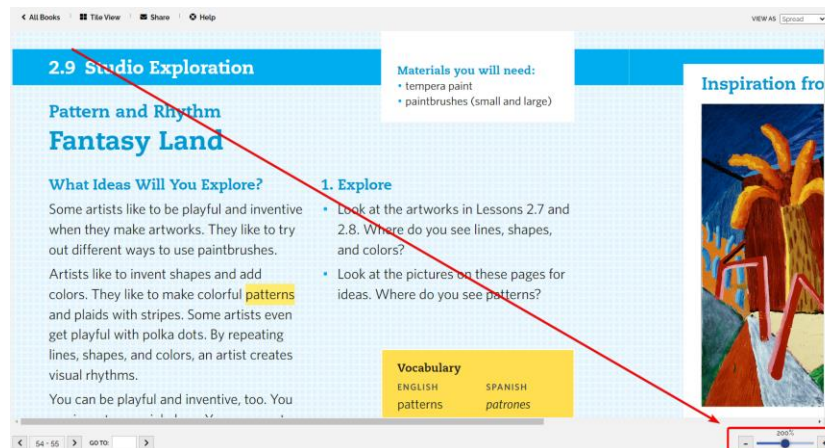 All Books Tile View Share Help
VIEW AS Spread
2.9 Studio Exploration
Pattern and Rhythm
Fantasy Land
What Ideas Will You Explore?
Some artists like to be playful and inventive
when they make artworks. They like to try
out different ways to use paintbrushes.
Artists like to invent shapes and add
colors. They like to make colorful patterns
and plaids with stripes. Some artists even
get playful with polka dots. By repeating
lines, shapes, and colors, an artist creates
visual rhythms.
You can be playful and inventive, too. You
Materials you will need:
• tempera paint
• paintbrushes (small and large)
1. Explore
• Look at the artworks in Lessons 2.7 and
2.8. Where do you see lines, shapes,
and colors?
• Look at the pictures on these pages for
ideas. Where do you see patterns?
Vocabulary
ENGLISH SPANISH
patterns patrones
Inspiration fro
54 - 55 GO TO:
200%